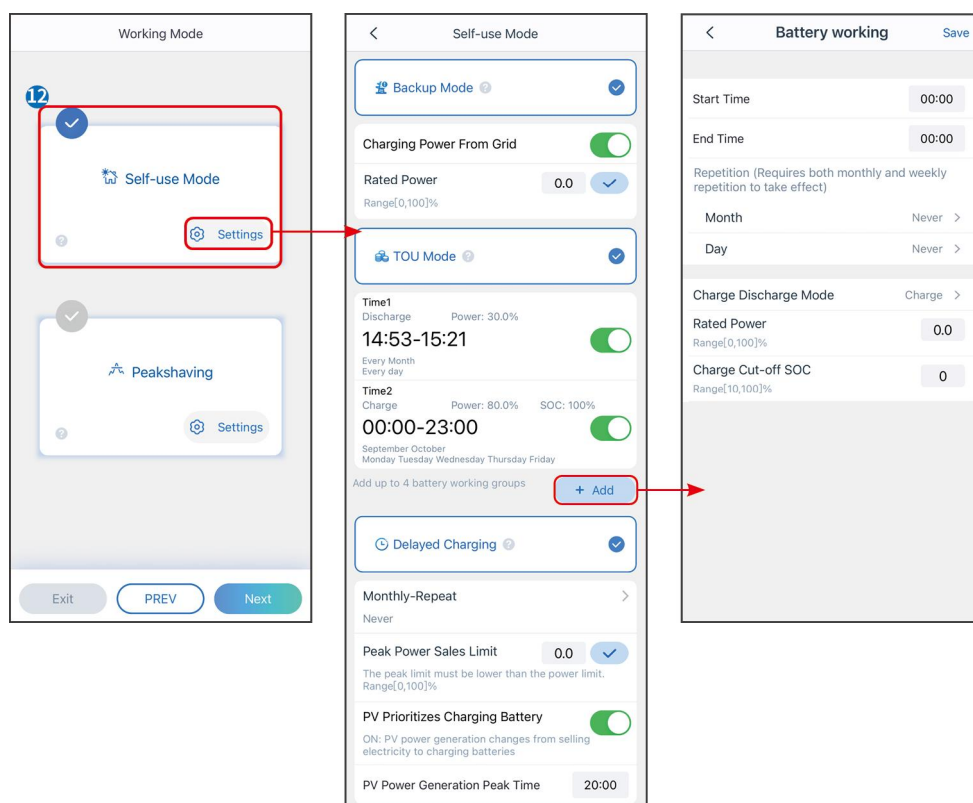 Working Mode
12
Self-use Mode
Settings
Peakshaving
Settings
Exit
PREV
Next
Self-use Mode
Backup Mode ?
Charging Power From Grid
Rated Power
0.0
Range[0,100]%
TOU Mode ?
Time1
Discharge Power: 30.0%
14:53-15:21
Every Month
Every day
Time2
Charge Power: 80.0% SOC: 100%
00:00-23:00
September October
Monday Tuesday Wednesday Thursday Friday
Add up to 4 battery working groups
+ Add
Delayed Charging ?
Monthly-Repeat
Never
Peak Power Sales Limit
0.0
The peak limit must be lower than the power limit.
Range[0,100]%
PV Prioritizes Charging Battery
ON: PV power generation changes from selling
electricity to charging batteries
PV Power Generation Peak Time 20:00
Battery working
Save
Start Time 00:00
End Time 00:00
Repetition (Requires both monthly and weekly
repetition to take effect)
Month Never
Day Never
Charge Discharge Mode Charge
Rated Power
0.0
Range[0,100]%
Charge Cut-off SOC
0
Range[10,100]%